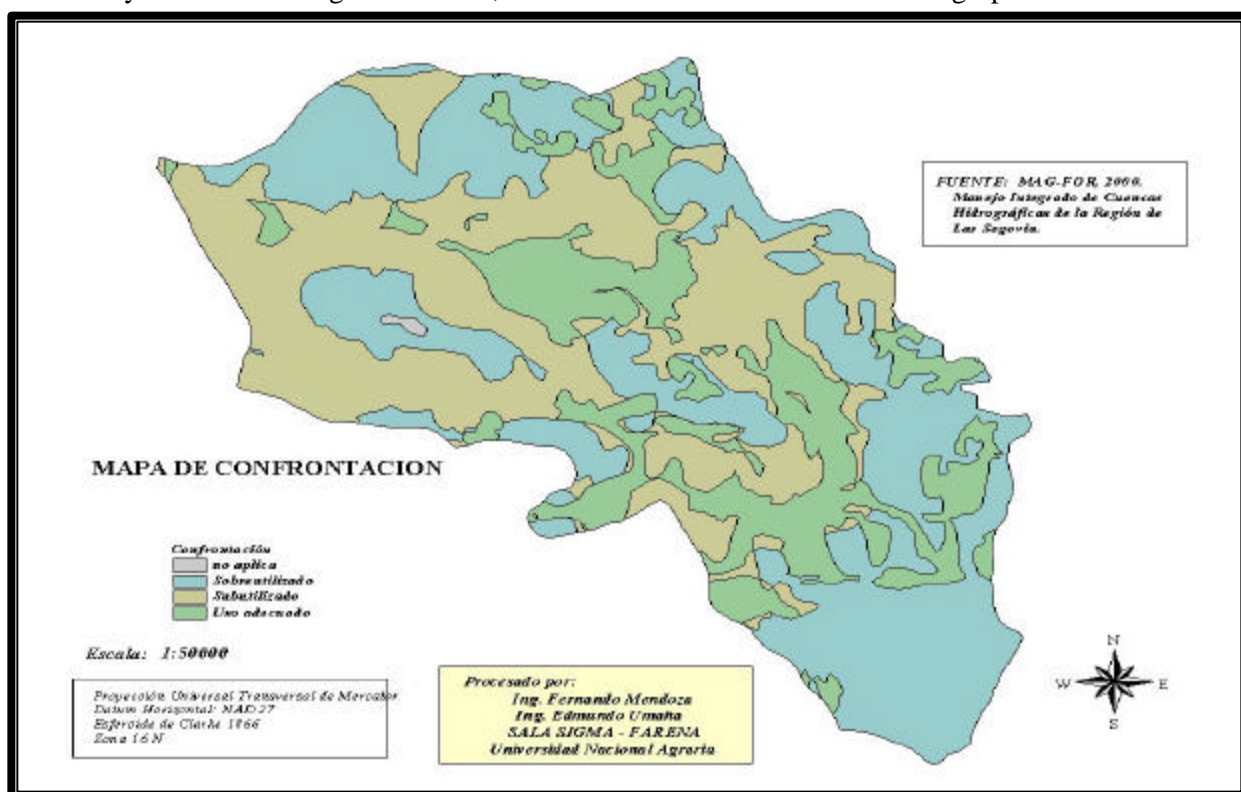 FUENTE: MAG-FOR, 2000.
Manejo Integrado de Cuencas
Hidrográficas de la Región de
Las Segovia.
MAPA DE CONFRONTACION
Confrontación
no aplica
Sobreutilizado
Subutilizado
Uso adecuado
Escala: 1:50000
Proyección Universal Transversal de Mercator
Datum Horizontal: NAD27
Esferoide de Clarke 1866
Zona 16 N
Procesado por:
Ing. Fernando Mendoza
Ing. Edmundo Umaña
SALA SIGMA - FARENA
Universidad Nacional Agraria
N
W E
S